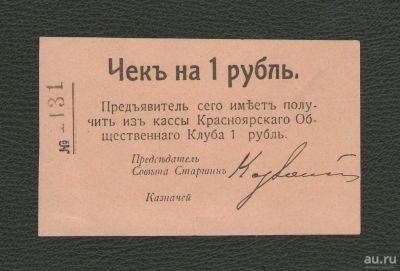 Чекъ на 1 рубль.
Предъявитель сего имѣетъ полу-
чить изъ кассы Красноярскаго Об-
щественнаго Клуба 1 рубль.
Предсѣдатель
Совѣта Старшинъ
Казначей
№ 1131
au.ru